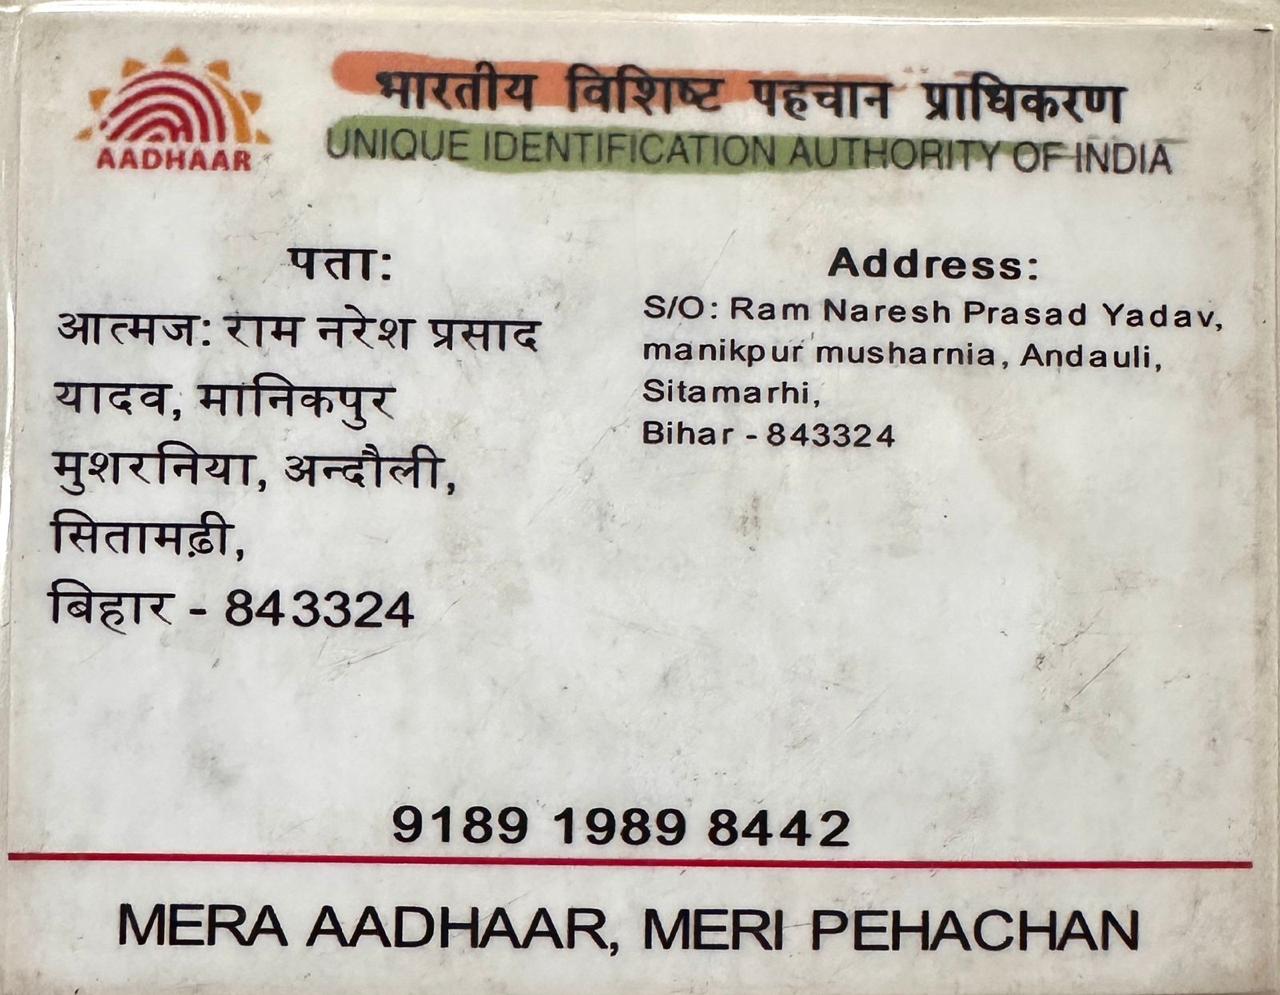 AADHAAR
भारतीय विशिष्ट पहचान प्राधिकरण
UNIQUE IDENTIFICATION AUTHORITY OF INDIA
पता:
आत्मज: राम नरेश प्रसाद
यादव, मानिकपुर
मुशरनिया, अन्दौली,
सितामढ़ी,
बिहार - 843324
Address:
S/O: Ram Naresh Prasad Yadav,
manikpur musharnia, Andauli,
Sitamarhi,
Bihar - 843324
9189 1989 8442
MERA AADHAAR, MERI PEHACHAN